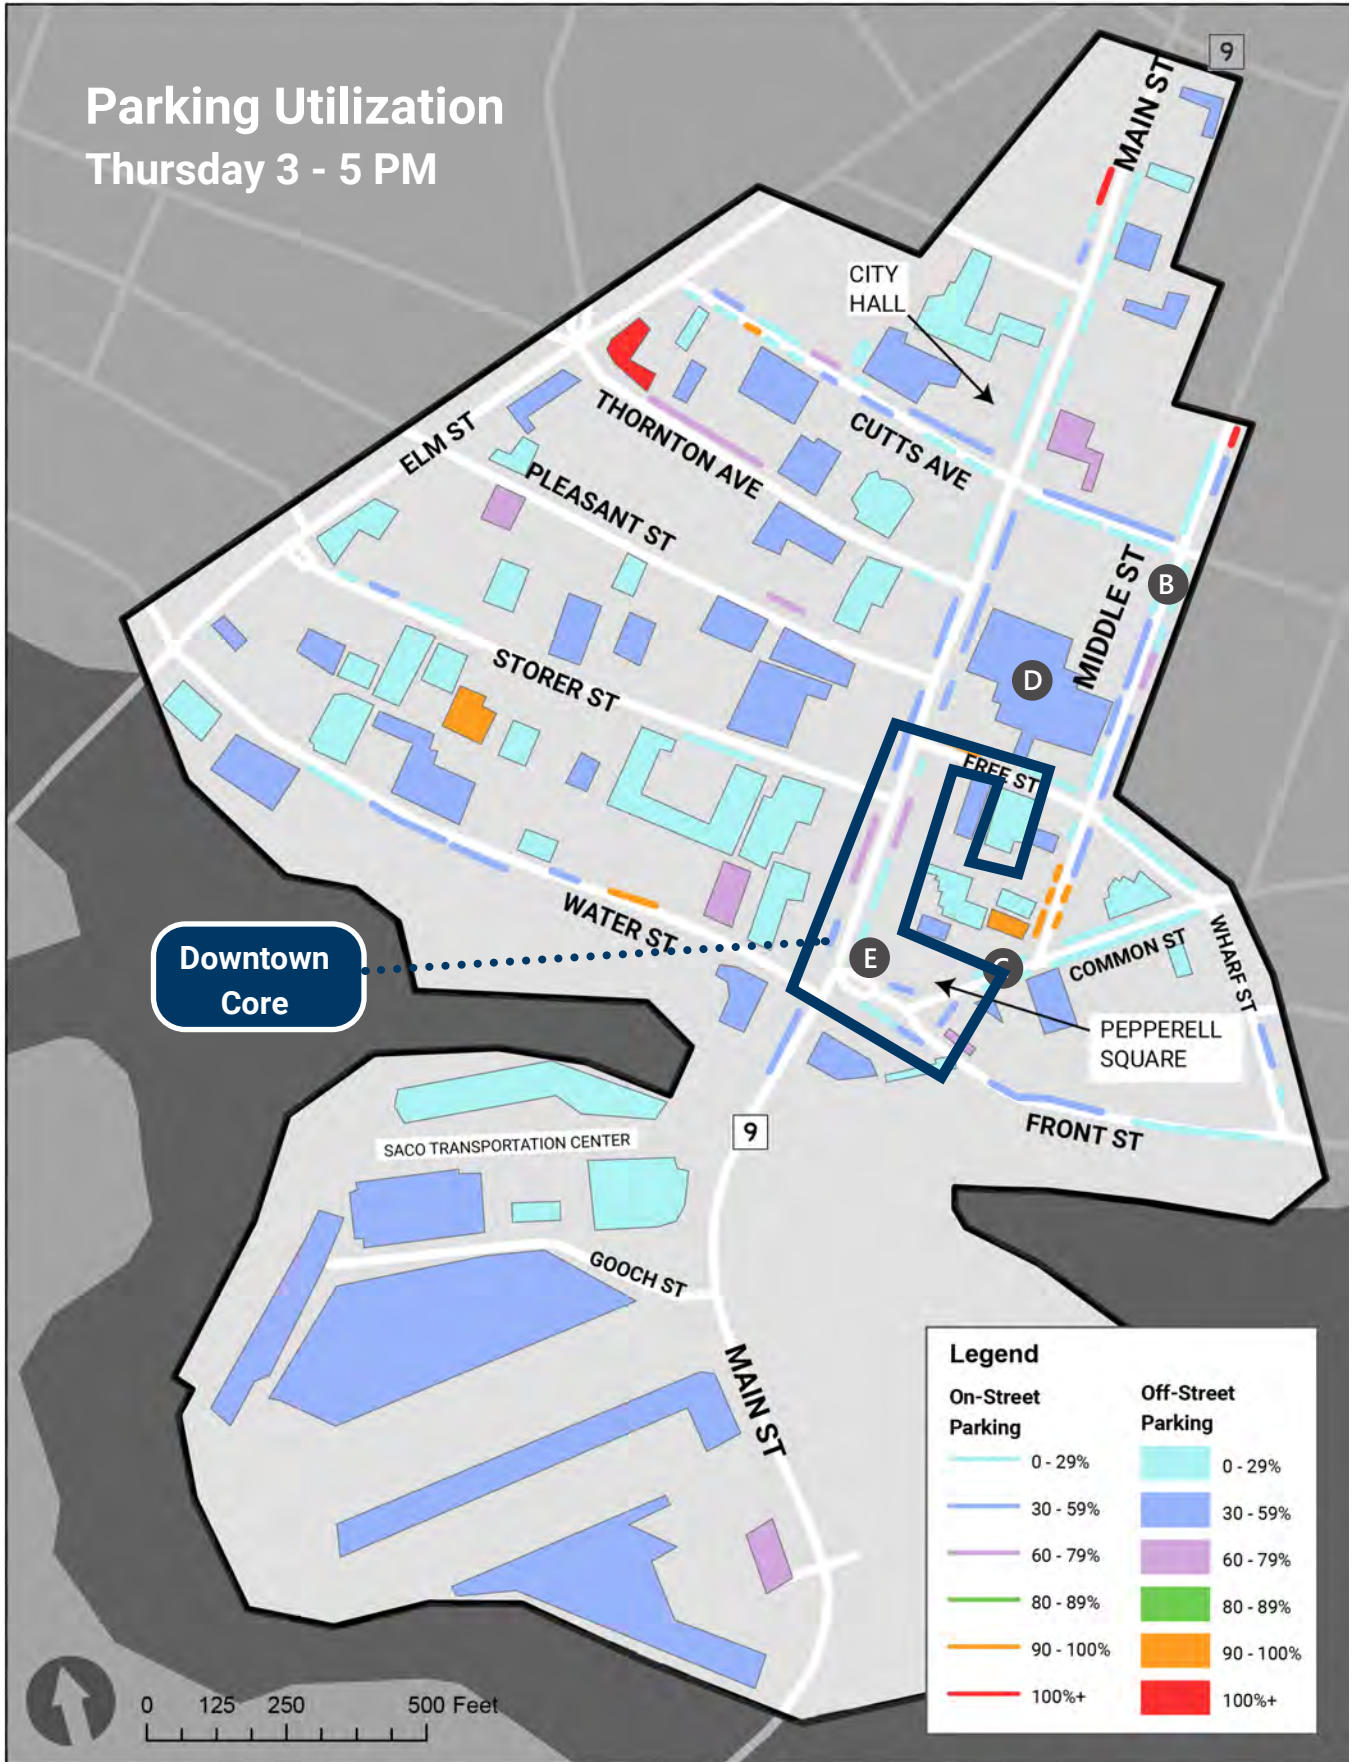 Parking Utilization
Thursday 3 - 5 PM
9
MAIN ST
CITY
HALL
CUTTS AVE
THORNTON AVE
ELM ST
PLEASANT ST
MIDDLE ST
B
D
STORER ST
FREE ST
WATER ST
Downtown
Core
E
C
COMMON ST
WHARF ST
PEPPERELL
SQUARE
9
FRONT ST
SACO TRANSPORTATION CENTER
GOOCH ST
MAIN ST
Legend
On-Street
Parking
0 - 29%
30 - 59%
60 - 79%
80 - 89%
90 - 100%
100%+
Off-Street
Parking
0 - 29%
30 - 59%
60 - 79%
80 - 89%
90 - 100%
100%+
0 125 250 500 Feet